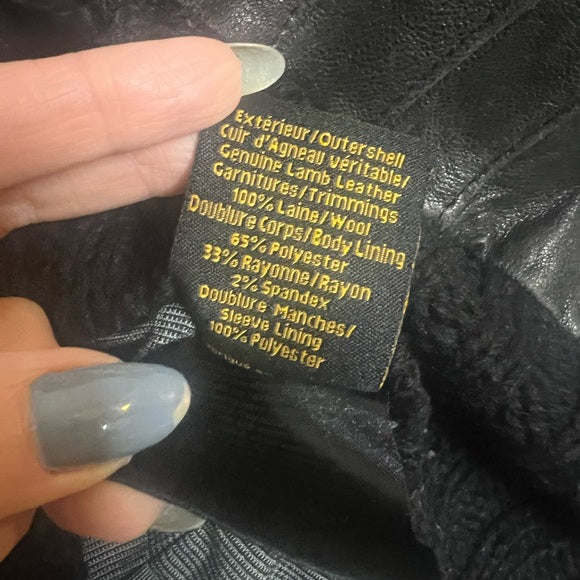 Extérieur/Outershell
Cuir d'Agneau véritable/
Genuine Lamb Leather
Garnitures/Trimmings
100% Laine/Wool
Doublure Corps/Body Lining
65% Polyester
33% Rayonne/Rayon
2% Spandex
Doublure Manches/
Sleeve Lining
100% Polyester